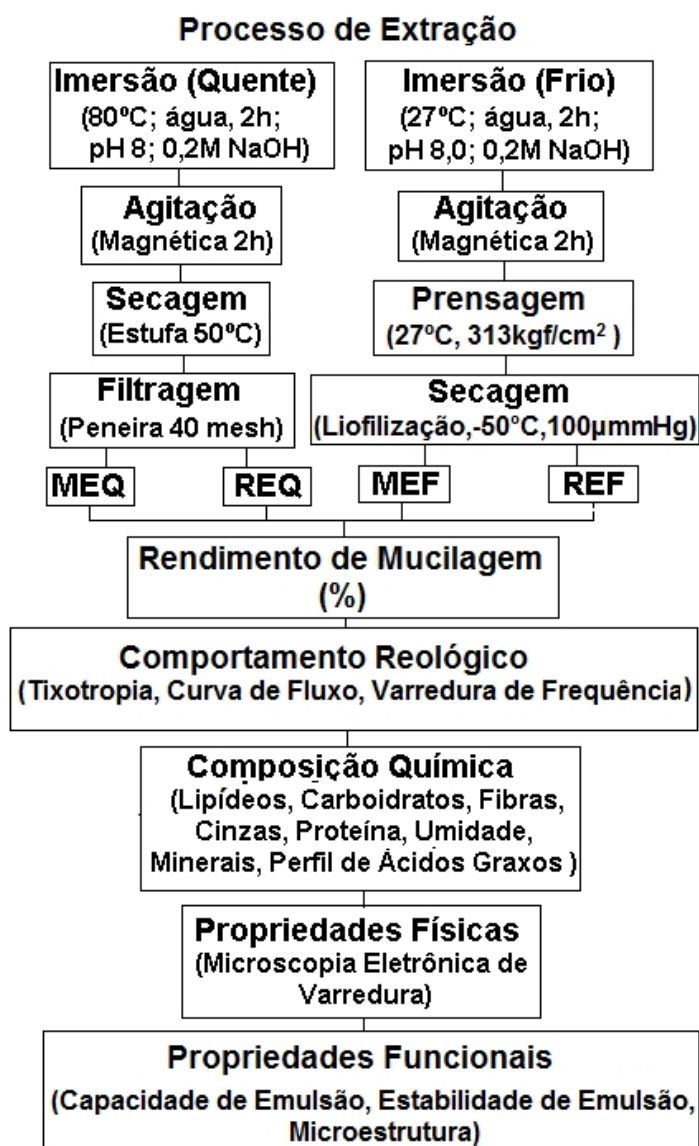 Processo de Extração
Imersão (Quente)
(80ºC; água, 2h;
pH 8; 0,2M NaOH)
Agitação
(Magnética 2h)
Secagem
(Estufa 50ºC)
Filtragem
(Peneira 40 mesh)
MEQ
REQ
Imersão (Frio)
(27ºC; água, 2h;
pH 8,0; 0,2M NaOH)
Agitação
(Magnética 2h)
Prensagem
(27ºC, 313kgf/cm² )
Secagem
(Liofilização,-50°C,100µmmHg)
MEF
REF
Rendimento de Mucilagem
(%)
Comportamento Reológico
(Tixotropia, Curva de Fluxo, Varredura de Frequência)
Composição Química
(Lipídeos, Carboidratos, Fibras,
Cinzas, Proteína, Umidade,
Minerais, Perfil de Ácidos Graxos )
Propriedades Físicas
(Microscopia Eletrônica de
Varredura)
Propriedades Funcionais
(Capacidade de Emulsão, Estabilidade de Emulsão,
Microestrutura)